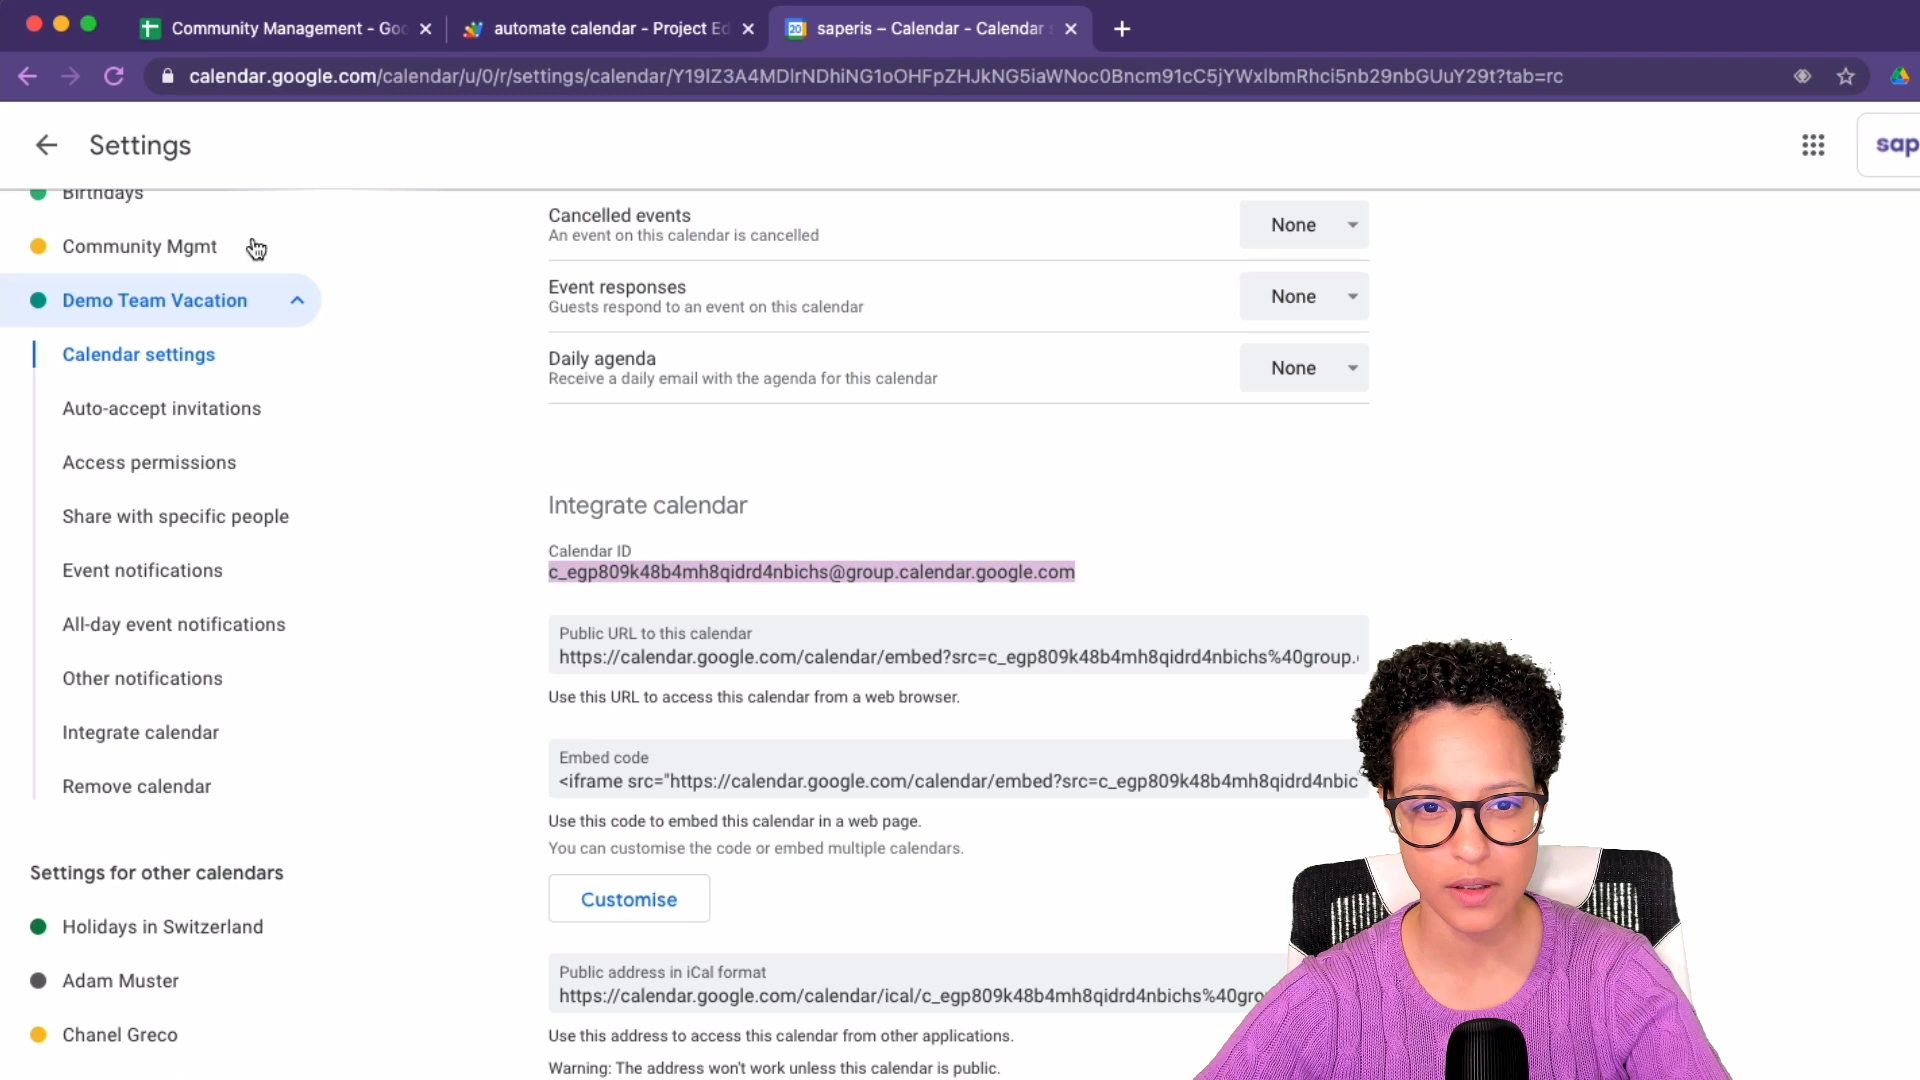 Community Management - Goo
automate calendar - Project Ed
saperis – Calendar - Calendar s
calendar.google.com/calendar/u/0/r/settings/calendar/Y19lZ3A4MDlrNDhiNG1oOHFpZHJkNG5iaWNoc0Bncm91cC5jYWxlbmRhci5nb29nbGUuY29t?tab=rc
Settings
sap
Birthdays
Community Mgmt
Demo Team Vacation
Calendar settings
Auto-accept invitations
Access permissions
Share with specific people
Event notifications
All-day event notifications
Other notifications
Integrate calendar
Remove calendar
Settings for other calendars
Holidays in Switzerland
Adam Muster
Chanel Greco
Cancelled events
An event on this calendar is cancelled
None
Event responses
Guests respond to an event on this calendar
None
Daily agenda
Receive a daily email with the agenda for this calendar
None
Integrate calendar
Calendar ID
c_egp809k48b4mh8qidrd4nbichs@group.calendar.google.com
Public URL to this calendar
https://calendar.google.com/calendar/embed?src=c_egp809k48b4mh8qidrd4nbichs%40group.
Use this URL to access this calendar from a web browser.
Embed code
<iframe src="https://calendar.google.com/calendar/embed?src=c_egp809k48b4mh8qidrd4nbic
Use this code to embed this calendar in a web page.
You can customise the code or embed multiple calendars.
Customise
Public address in iCal format
https://calendar.google.com/calendar/ical/c_egp809k48b4mh8qidrd4nbichs%40gro
Use this address to access this calendar from other applications.
Warning: The address won't work unless this calendar is public.